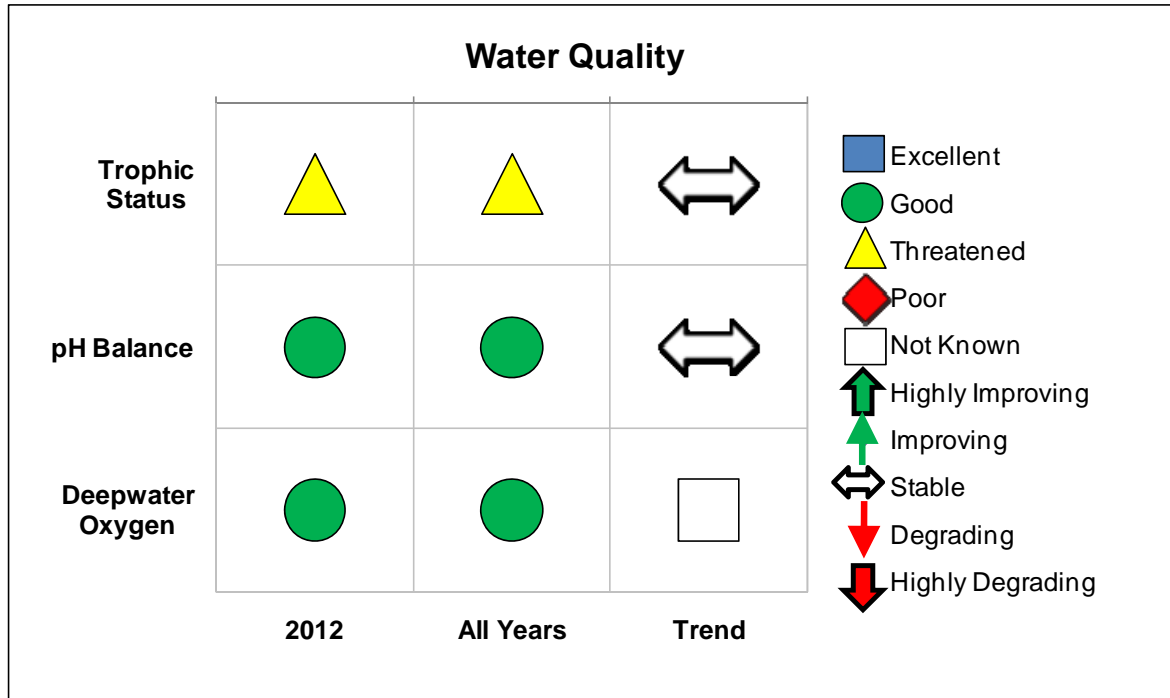 Water Quality
Trophic
Status
pH Balance
Deepwater
Oxygen
2012
All Years
Trend
Excellent
Good
Threatened
Poor
Not Known
Highly Improving
Improving
Stable
Degrading
Highly Degrading